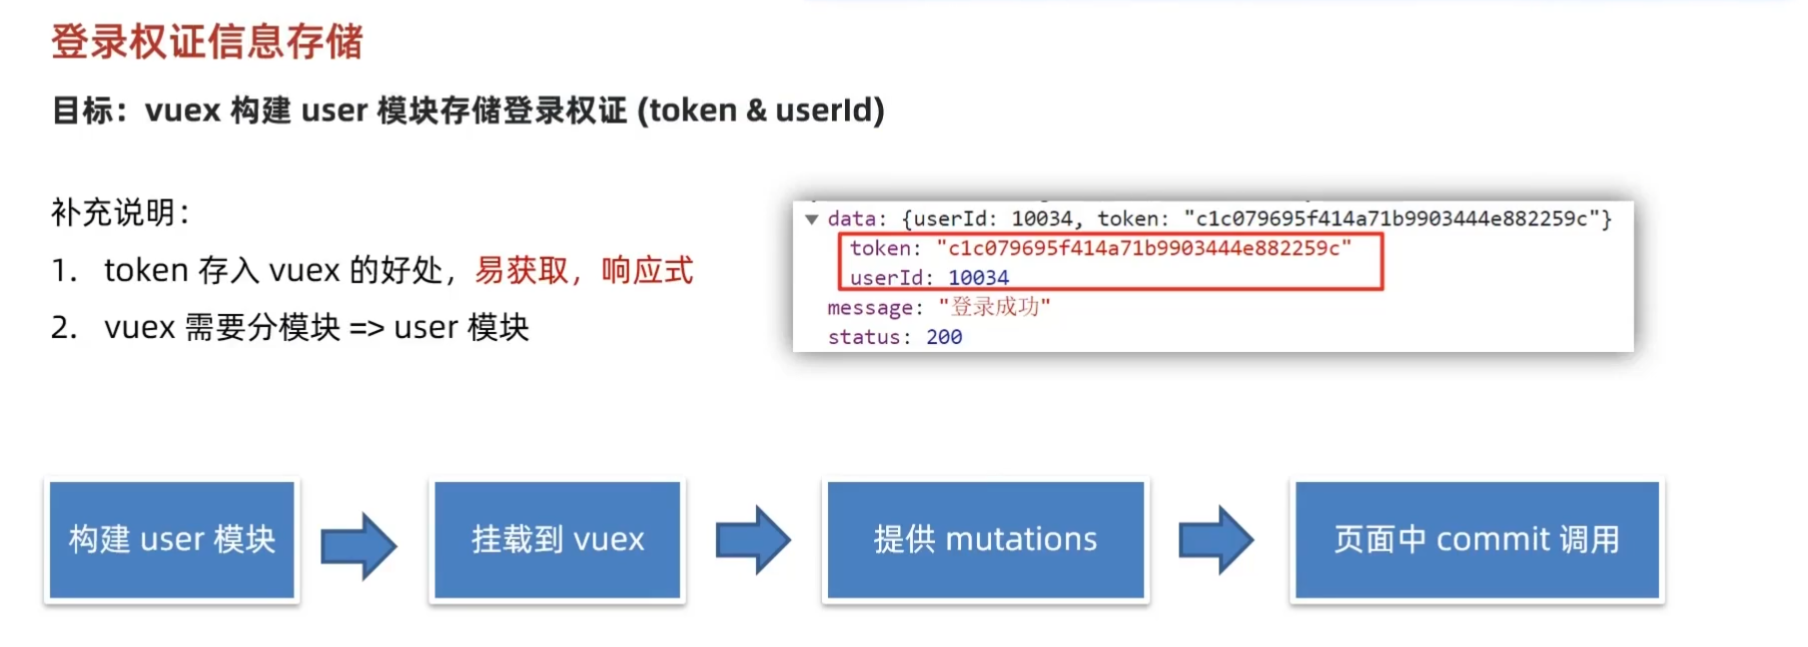 登录权证信息存储
目标：vuex 构建 user 模块存储登录权证 (token & userId)
补充说明：
1. token 存入 vuex 的好处，易获取，响应式
2. vuex 需要分模块 => user 模块
▼ data: {userId: 10034, token: "c1c079695f414a71b9903444e882259c"}
token: "c1c079695f414a71b9903444e882259c"
userId: 10034
message: "登录成功"
status: 200
构建 user 模块
挂载到 vuex
提供 mutations
页面中 commit 调用